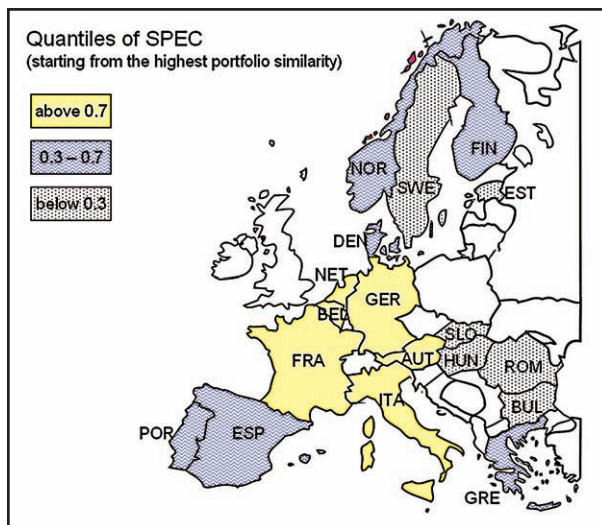 Quantiles of SPEC
(starting from the highest portfolio similarity)
above 0.7
0.3 – 0.7
below 0.3
NOR
FIN
SWE
EST
DEN
NET
GER
BEL
SLO
FRA
AUT
HUN
ROM
ITA
BUL
POR
ESP
GRE